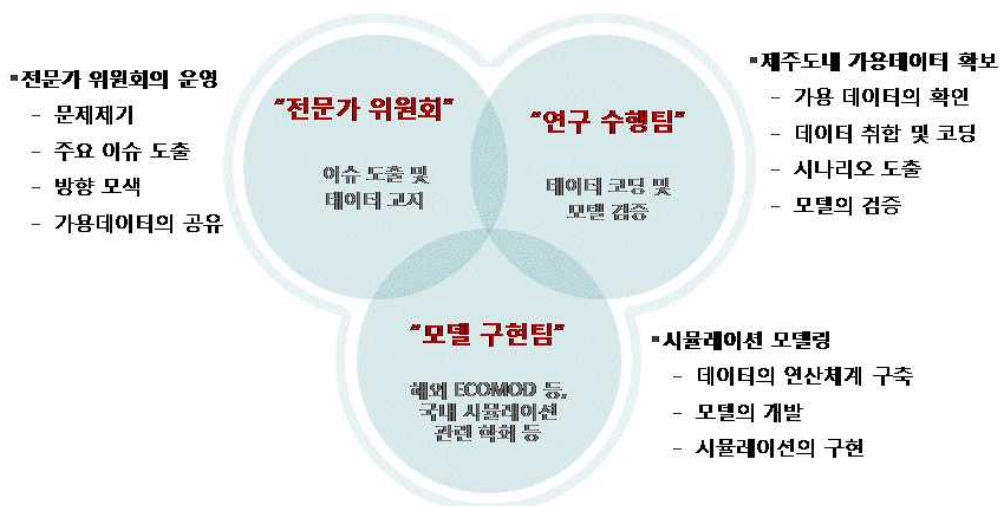 ▪전문가 위원회의 운영
– 문제제기
– 주요 이슈 도출
– 방향 모색
– 가용데이터의 공유
"전문가 위원회"
이슈 도출 및
데이터 고지
"연구 수행팀"
데이터 코딩 및
모델 검증
▪제주도내 가용데이터 확보
– 가용 데이터의 확인
– 데이터 취합 및 코딩
– 시나리오 도출
– 모델의 검증
"모델 구현팀"
해외 ECOMOD 등,
국내 시뮬레이션
관련 학회 등
▪시뮬레이션 모델링
– 데이터의 연산체계 구축
– 모델의 개발
– 시뮬레이션의 구현